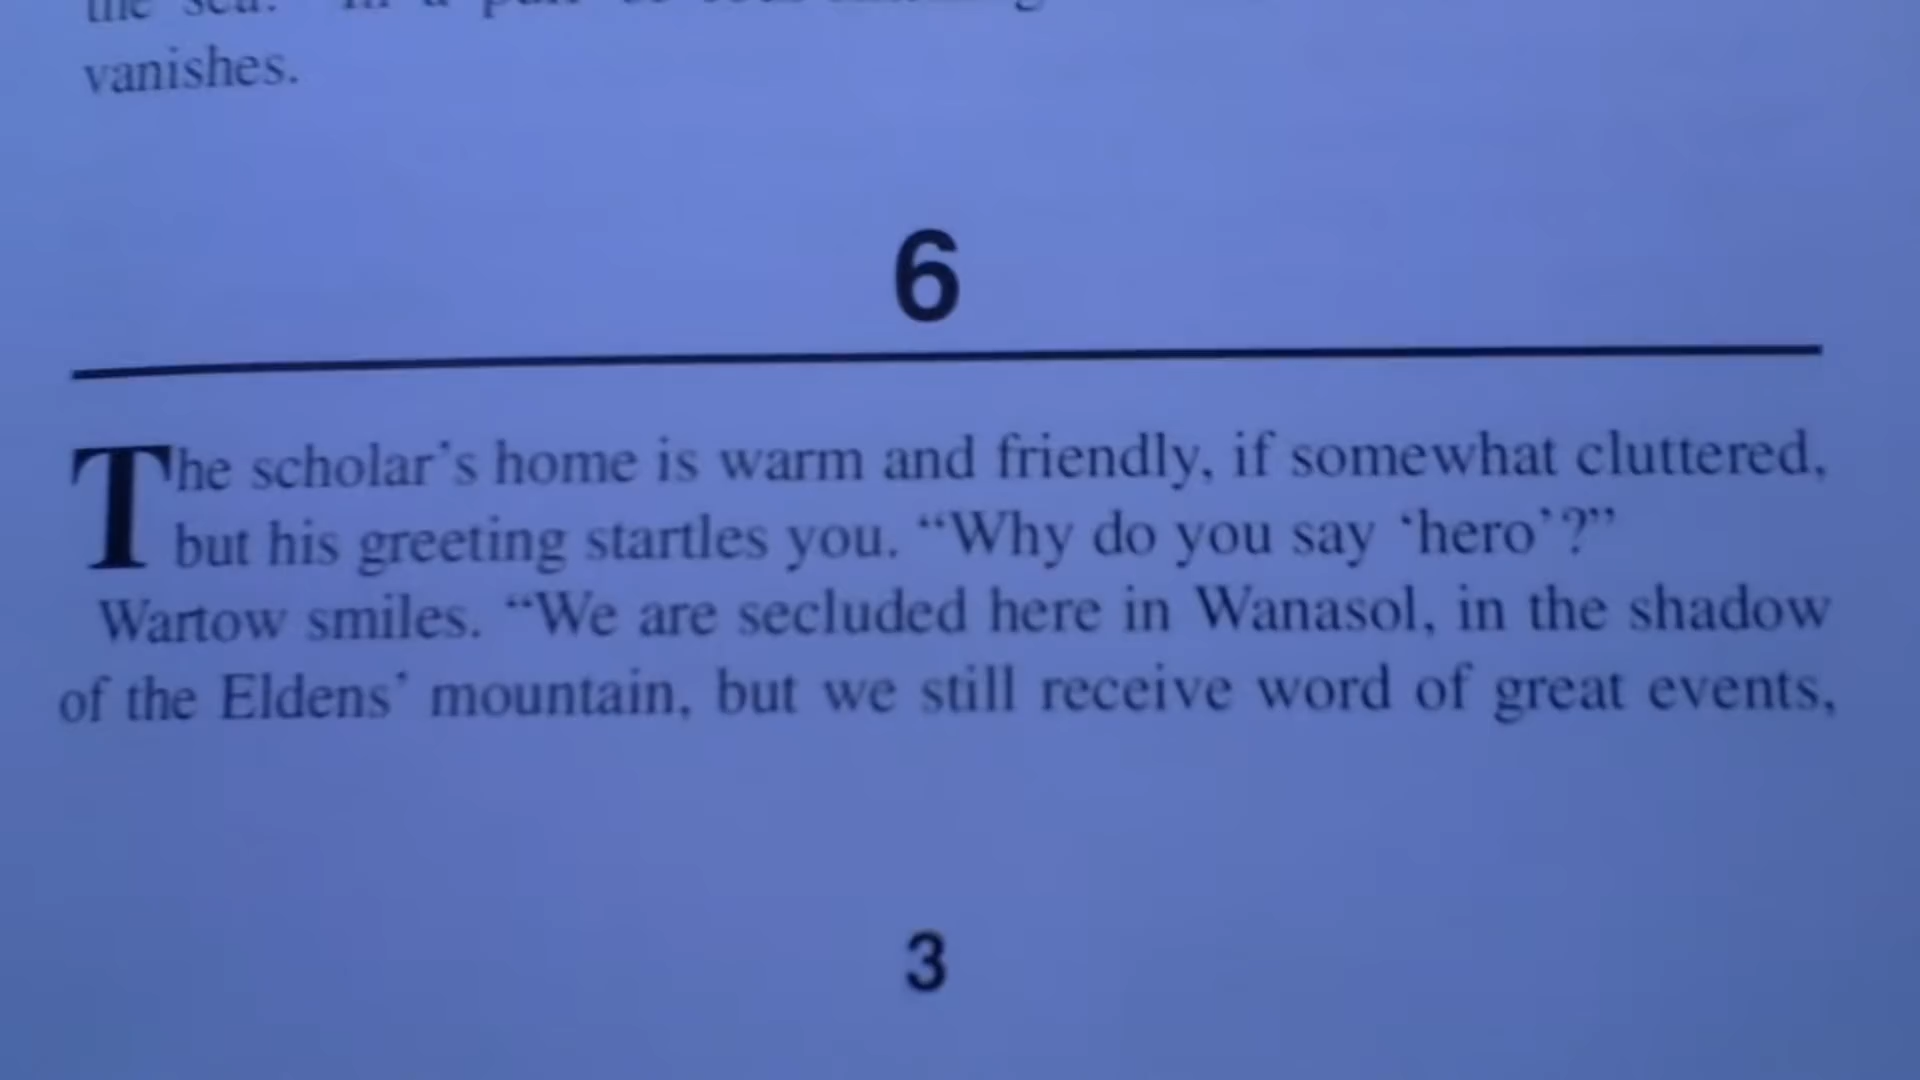 vanishes.
6
The scholar's home is warm and friendly, if somewhat cluttered,
but his greeting startles you. “Why do you say ‘hero’?”
Wartow smiles. “We are secluded here in Wanasol, in the shadow
of the Eldens’ mountain, but we still receive word of great events,
3